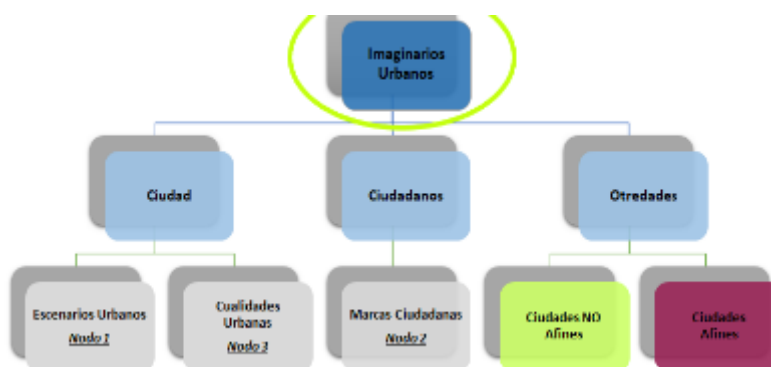 Imaginarios
Urbanos
Ciudad
Ciudadanos
Otredades
Escenarios Urbanos
Nodo 1
Cualidades
Urbanas
Nodo 3
Marcas Ciudadanas
Nodo 2
Ciudades NO
Afines
Ciudades
Afines